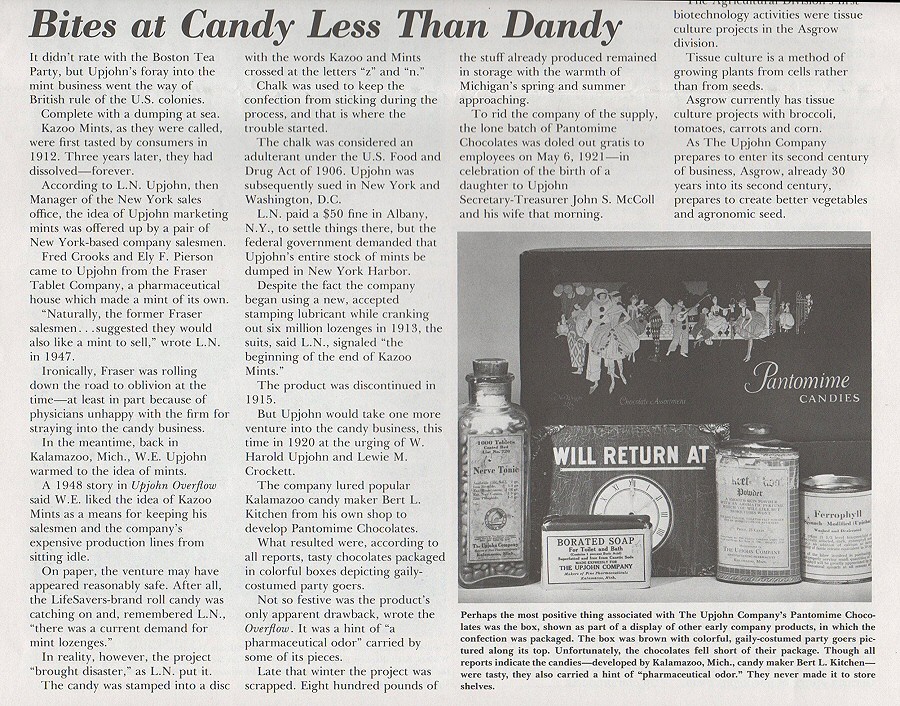 Bites at Candy Less Than Dandy
It didn't rate with the Boston Tea
Party, but Upjohn's foray into the
mint business went the way of
British rule of the U.S. colonies.
Complete with a dumping at sea.
Kazoo Mints, as they were called,
were first tasted by consumers in
1912. Three years later, they had
dissolved—forever.
According to L.N. Upjohn, then
Manager of the New York sales
office, the idea of Upjohn marketing
mints was offered up by a pair of
New York-based company salesmen.
Fred Crooks and Ely F. Pierson
came to Upjohn from the Fraser
Tablet Company, a pharmaceutical
house which made a mint of its own.
"Naturally, the former Fraser
salesmen...suggested they would
also like a mint to sell," wrote L.N.
in 1947.
Ironically, Fraser was rolling
down the road to oblivion at the
time—at least in part because of
physicians unhappy with the firm for
straying into the candy business.
In the meantime, back in
Kalamazoo, Mich., W.E. Upjohn
warmed to the idea of mints.
A 1948 story in Upjohn Overflow
said W.E. liked the idea of Kazoo
Mints as a means for keeping his
salesmen and the company's
expensive production lines from
sitting idle.
On paper, the venture may have
appeared reasonably safe. After all,
the LifeSavers-brand roll candy was
catching on and, remembered L.N.,
"there was a current demand for
mint lozenges."
In reality, however, the project
"brought disaster," as L.N. put it.
The candy was stamped into a disc
with the words Kazoo and Mints
crossed at the letters "z" and "n."
Chalk was used to keep the
confection from sticking during the
process, and that is where the
trouble started.
The chalk was considered an
adulterant under the U.S. Food and
Drug Act of 1906. Upjohn was
subsequently sued in New York and
Washington, D.C.
L.N. paid a $50 fine in Albany,
N.Y., to settle things there, but the
federal government demanded that
Upjohn's entire stock of mints be
dumped in New York Harbor.
Despite the fact the company
began using a new, accepted
stamping lubricant while cranking
out six million lozenges in 1913, the
suits, said L.N., signaled "the
beginning of the end of Kazoo
Mints."
The product was discontinued in
1915.
But Upjohn would take one more
venture into the candy business, this
time in 1920 at the urging of W.
Harold Upjohn and Lewie M.
Crockett.
The company lured popular
Kalamazoo candy maker Bert L.
Kitchen from his own shop to
develop Pantomime Chocolates.
What resulted were, according to
all reports, tasty chocolates packaged
in colorful boxes depicting gaily-
costumed party goers.
Not so festive was the product's
only apparent drawback, wrote the
Overflow. It was a hint of "a
pharmaceutical odor" carried by
some of its pieces.
Late that winter the project was
scrapped. Eight hundred pounds of
the stuff already produced remained
in storage with the warmth of
Michigan's spring and summer
approaching.
To rid the company of the supply,
the lone batch of Pantomime
Chocolates was doled out gratis to
employees on May 6, 1921—in
celebration of the birth of a
daughter to Upjohn
Secretary-Treasurer John S. McColl
and his wife that morning.
The Agricultural Division's first
biotechnology activities were tissue
culture projects in the Asgrow
division.
Tissue culture is a method of
growing plants from cells rather
than from seeds.
Asgrow currently has tissue
culture projects with broccoli,
tomatoes, carrots and corn.
As The Upjohn Company
prepares to enter its second century
of business, Asgrow, already 30
years into its second century,
prepares to create better vegetables
and agronomic seed.
Pantomime
CANDIES
Chocolate Assortment
1000 Tablets
Nerve Tonic
The Upjohn Company
WILL RETURN AT
BORATED SOAP
For Toilet and Bath
THE UPJOHN COMPANY
Makers of Fine Pharmaceuticals
Kalamazoo, Mich.
Powder
THE UPJOHN COMPANY
Ferrophyll
Perhaps the most positive thing associated with The Upjohn Company's Pantomime Choco-
lates was the box, shown as part of a display of other early company products, in which the
confection was packaged. The box was brown with colorful, gaily-costumed party goers pic-
tured along its top. Unfortunately, the chocolates fell short of their package. Though all
reports indicate the candies—developed by Kalamazoo, Mich., candy maker Bert L. Kitchen—
were tasty, they also carried a hint of "pharmaceutical odor." They never made it to store
shelves.